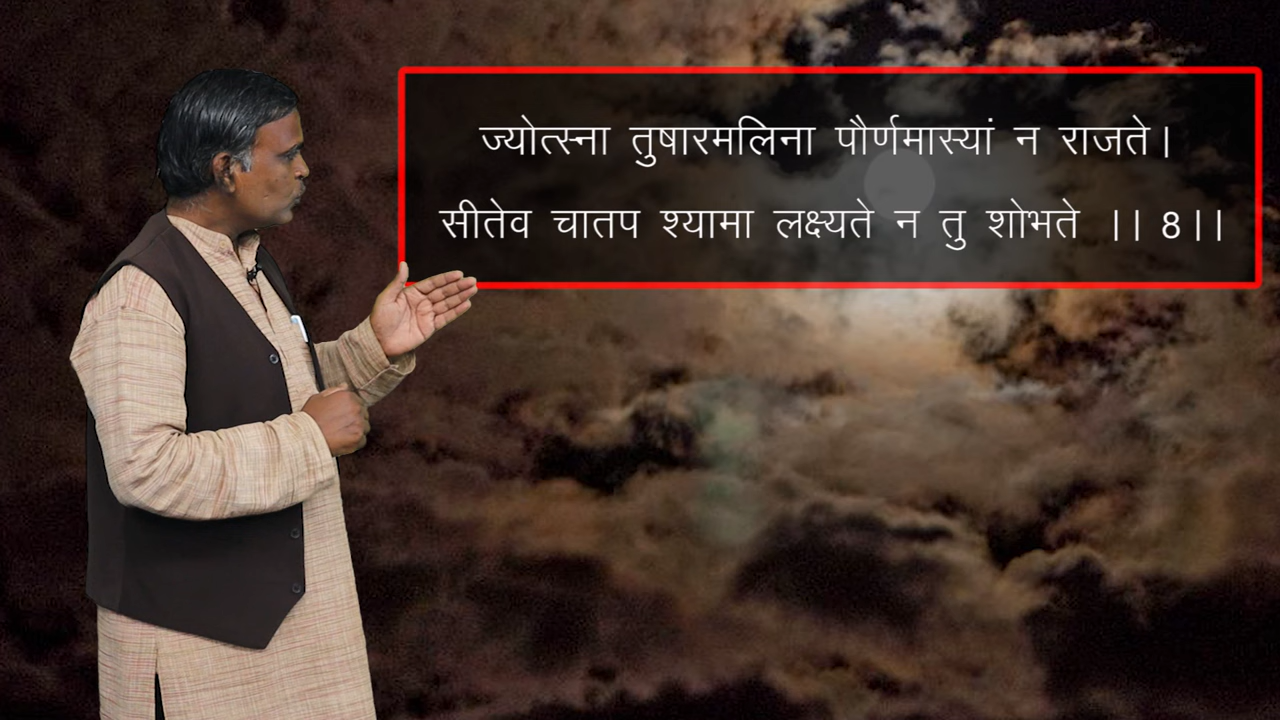 ज्योत्स्ना तुषारमलिना पौर्णमास्यां न राजते।
सीतेव चातप श्यामा लक्ष्यते न तु शोभते ।। 8।।